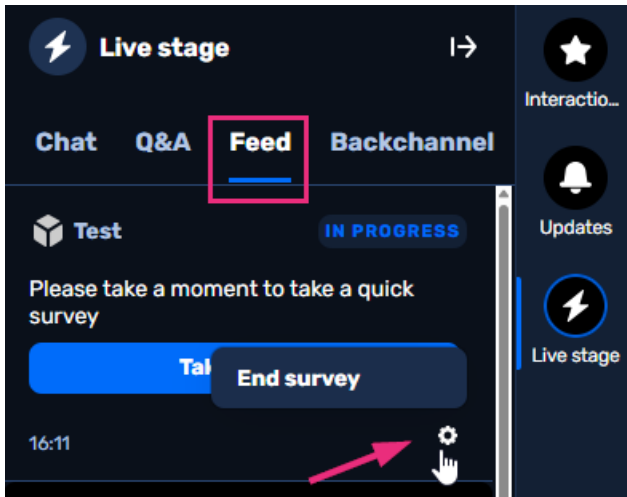 Live stage
Interactio...
Chat Q&A Feed Backchannel
Test IN PROGRESS
Updates
Please take a moment to take a quick
survey
Live stage
End survey
16:11